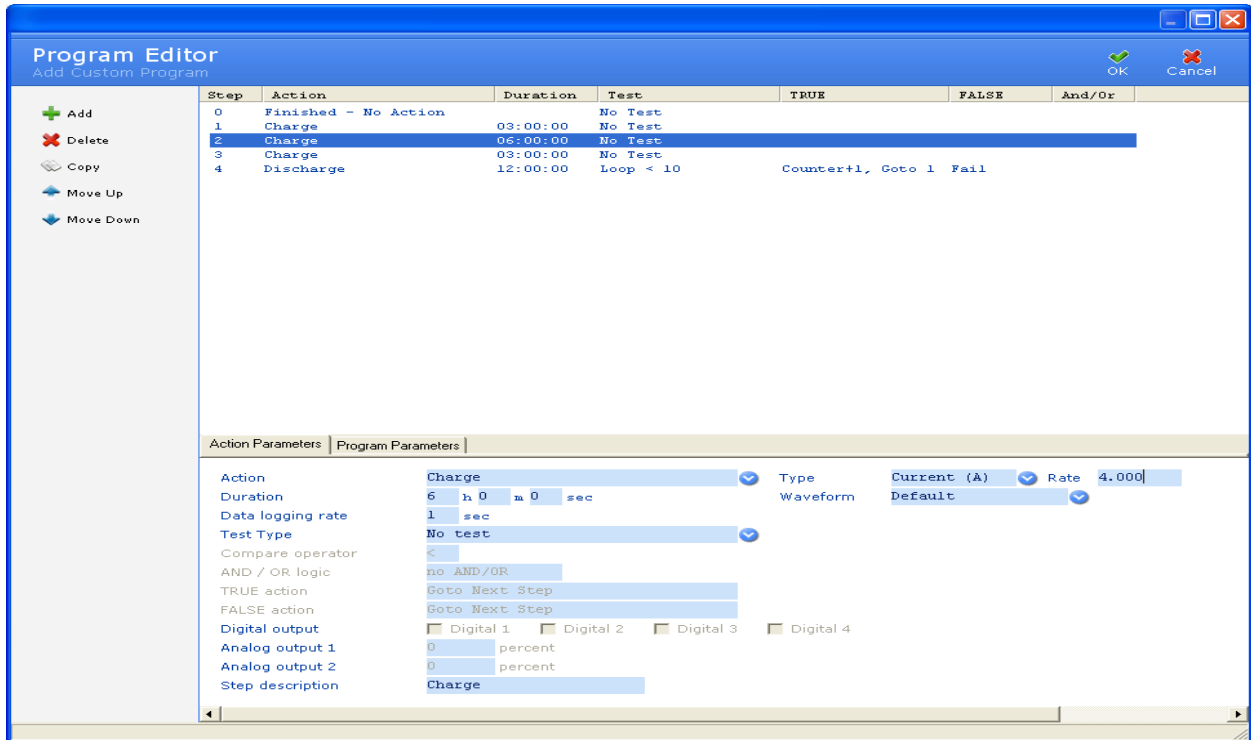 Program Editor
Add Custom Program
OK
Cancel
Add
Delete
Copy
Move Up
Move Down
Step Action Duration Test TRUE FALSE And/Or
0 Finished - No Action No Test
1 Charge 03:00:00 No Test
2 Charge 06:00:00 No Test
3 Charge 03:00:00 No Test
4 Discharge 12:00:00 Loop < 10 Counter+1, Goto 1 Fail
Action Parameters Program Parameters
Action Charge Type Current (A) Rate 4.000
Duration 6 h 0 m 0 sec Waveform Default
Data logging rate 1 sec
Test Type No test
Compare operator <
AND / OR logic no AND/OR
TRUE action Goto Next Step
FALSE action Goto Next Step
Digital output Digital 1 Digital 2 Digital 3 Digital 4
Analog output 1 0 percent
Analog output 2 0 percent
Step description Charge